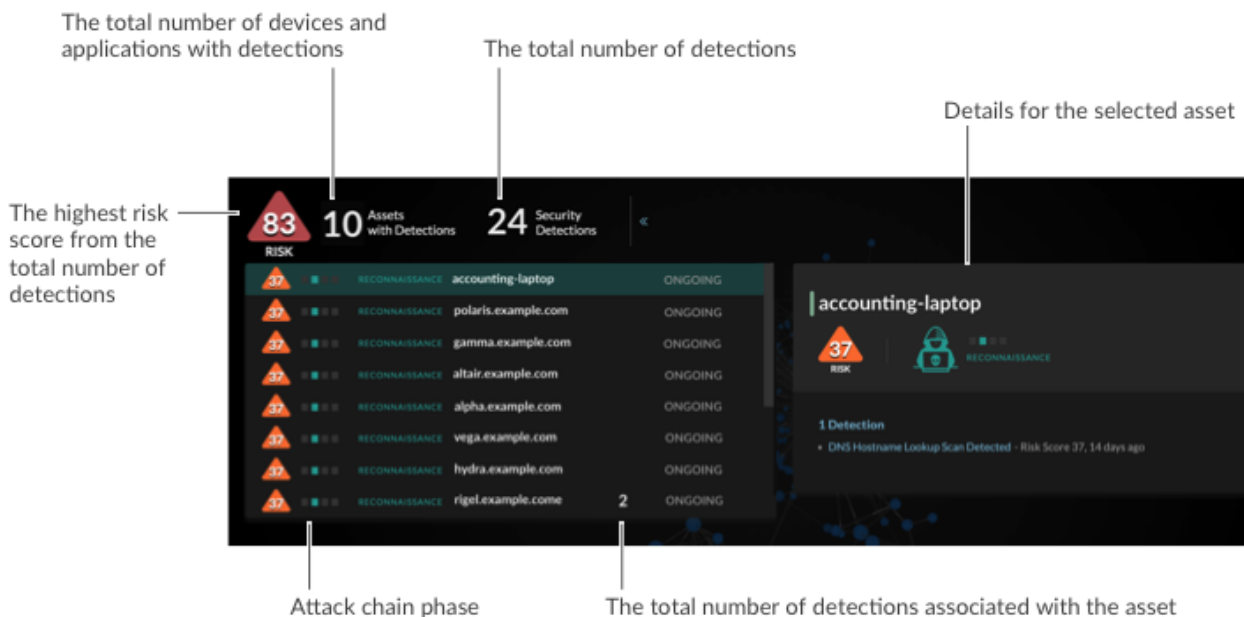 The total number of devices and
applications with detections
The total number of detections
Details for the selected asset
The highest risk
score from the
total number of
detections
83
RISK
10 Assets
with Detections
24 Security
Detections
«
37 RECONNAISSANCE accounting-laptop ONGOING
37 RECONNAISSANCE polaris.example.com ONGOING
37 RECONNAISSANCE gamma.example.com ONGOING
37 RECONNAISSANCE altair.example.com ONGOING
37 RECONNAISSANCE alpha.example.com ONGOING
37 RECONNAISSANCE vega.example.com ONGOING
37 RECONNAISSANCE hydra.example.com ONGOING
37 RECONNAISSANCE rigel.example.come 2 ONGOING
accounting-laptop
37
RISK
RECONNAISSANCE
1 Detection
• DNS Hostname Lookup Scan Detected - Risk Score 37, 14 days ago
Attack chain phase
The total number of detections associated with the asset